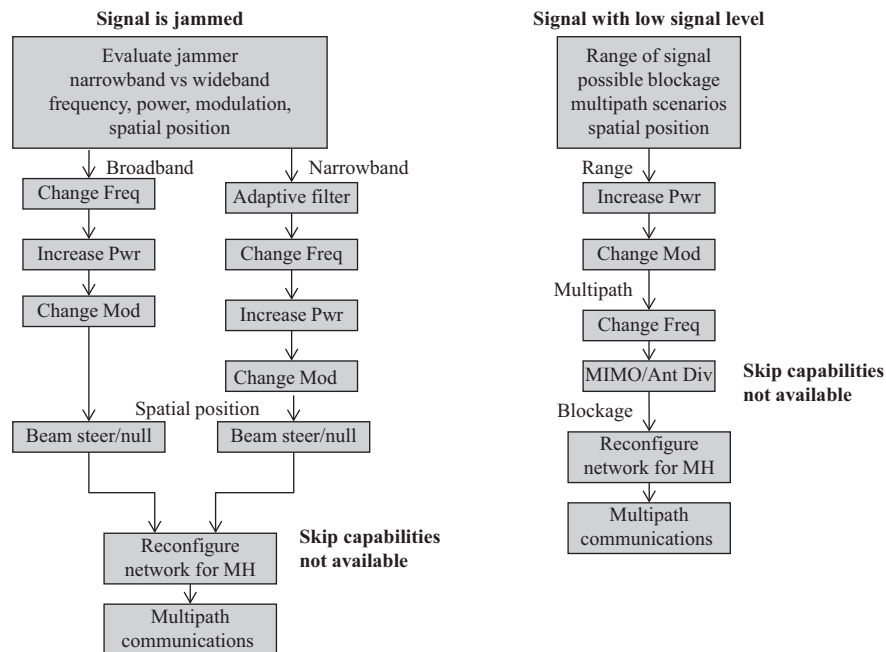 Signal is jammed
Evaluate jammer
narrowband vs wideband
frequency, power, modulation,
spatial position
Broadband
Narrowband
Change Freq
Adaptive filter
Increase Pwr
Change Freq
Change Mod
Increase Pwr
Change Mod
Spatial position
Beam steer/null
Beam steer/null
Reconfigure
network for MH
Skip capabilities
not available
Multipath
communications
Signal with low signal level
Range of signal
possible blockage
multipath scenarios
spatial position
Range
Increase Pwr
Change Mod
Multipath
Change Freq
MIMO/Ant Div
Skip capabilities
not available
Blockage
Reconfigure
network for MH
Multipath
communications